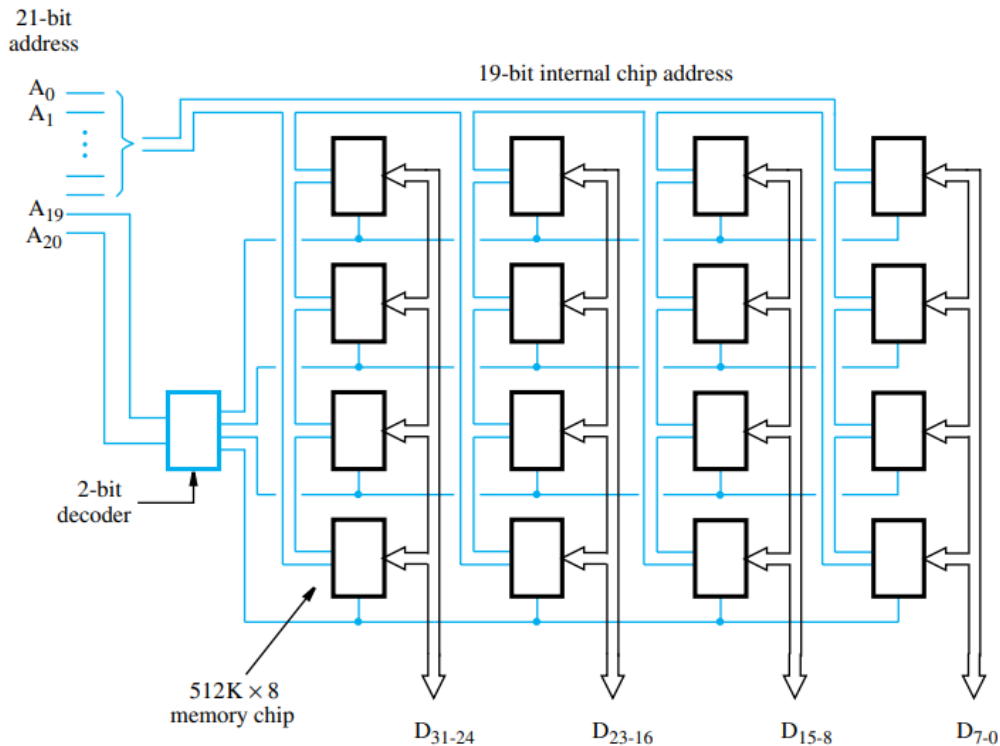 21-bit
address
19-bit internal chip address
A0
A1
A19
A20
2-bit
decoder
512K × 8
memory chip
D31-24
D23-16
D15-8
D7-0